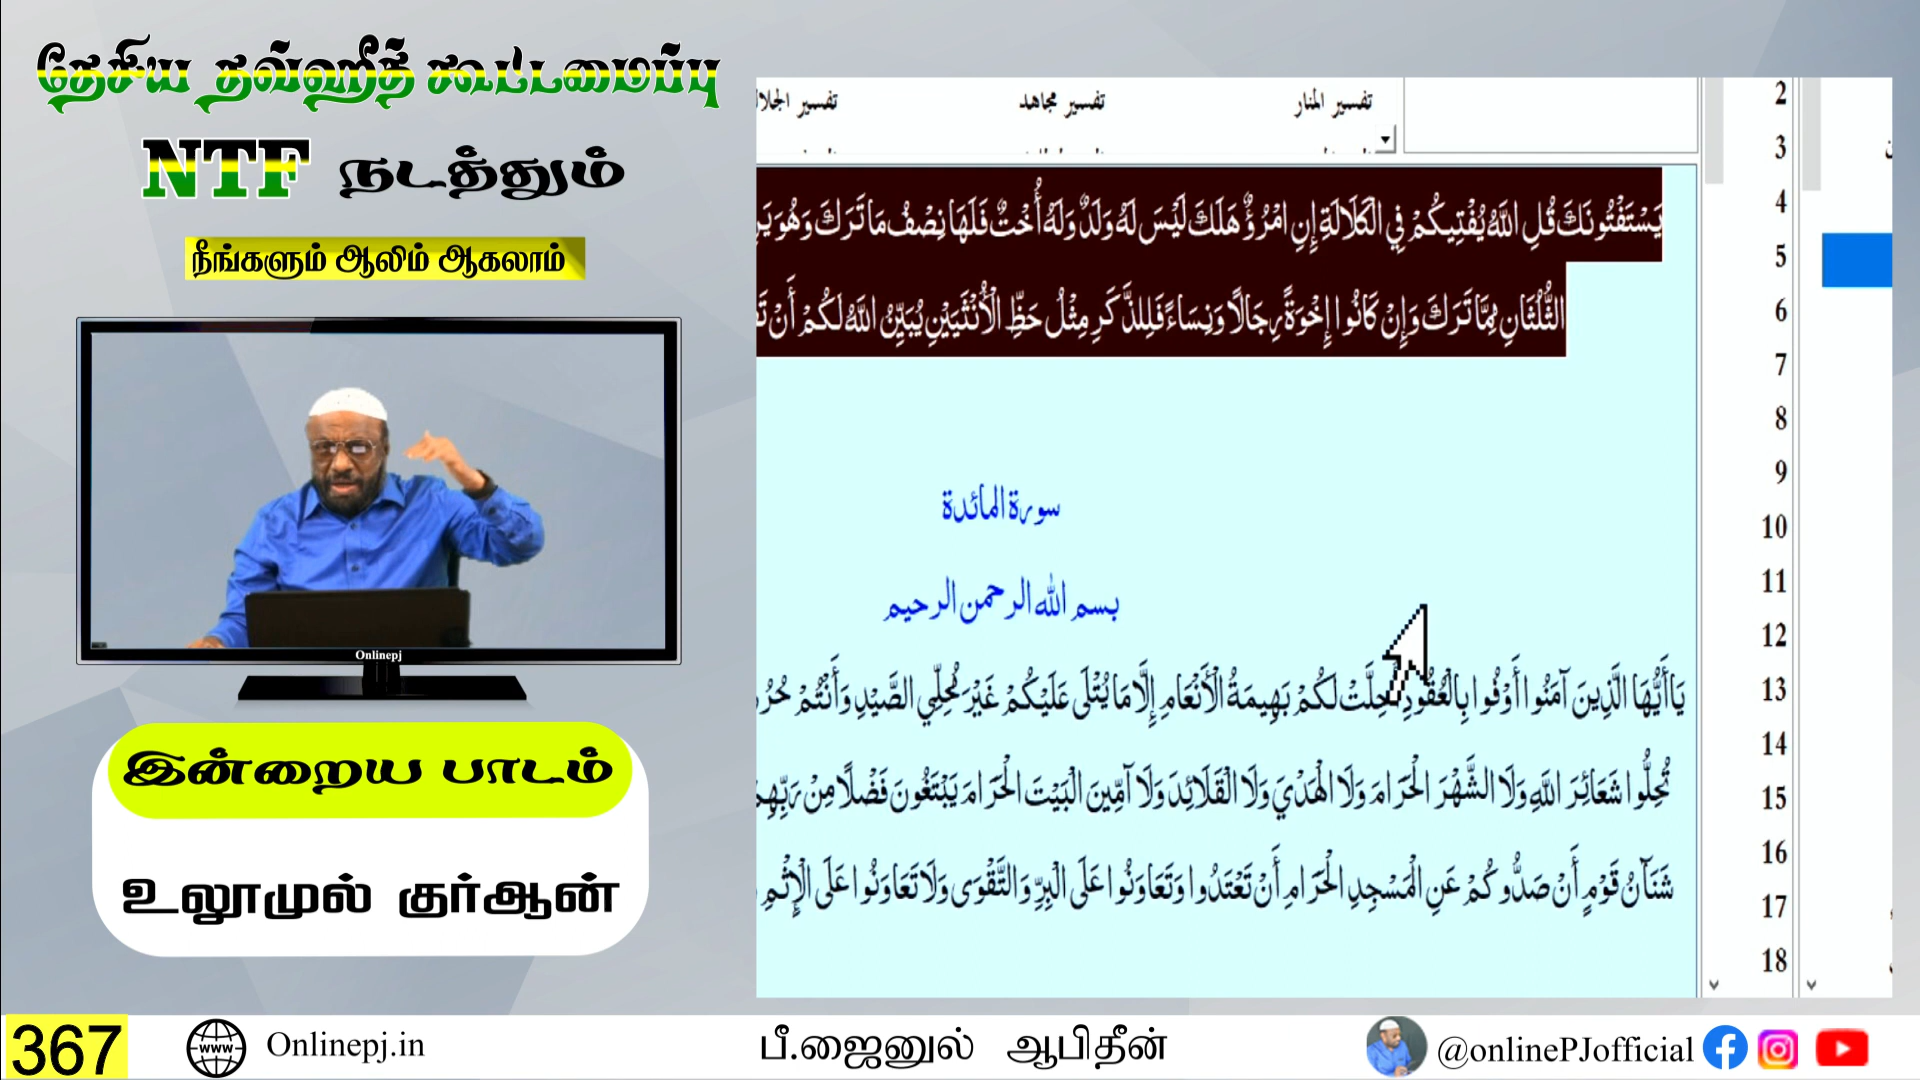 தேசிய தவ்ஹீத் கூட்டமைப்பு
NTF நடத்தும்
நீங்களும் ஆலிம் ஆகலாம்
Onlinepj
இன்றைய பாடம்
உலூமுல் குர்ஆன்
تفسير المنار تفسير مجاهد تفسير الجلا
يَسْتَفْتُونَكَ قُلِ اللَّهُ يُفْتِيكُمْ فِي الْكَلَالَةِ إِنِ امْرُؤٌ هَلَكَ لَيْسَ لَهُ وَلَدٌ وَلَهُ أُخْتٌ فَلَهَا نِصْفُ مَا تَرَكَ وَهُوَ
الثُّلُثَانِ مِمَّا تَرَكَ وَإِنْ كَانُوا إِخْوَةً رِجَالًا وَنِسَاءً فَلِلذَّكَرِ مِثْلُ حَظِّ الْأُنْثَيَيْنِ يُبَيِّنُ اللَّهُ لَكُمْ أَنْ
سورة المائدة
بسم الله الرحمن الرحيم
يَا أَيُّهَا الَّذِينَ آمَنُوا أَوْفُوا بِالْعُقُودِ أُحِلَّتْ لَكُمْ بَهِيمَةُ الْأَنْعَامِ إِلَّا مَا يُتْلَى عَلَيْكُمْ غَيْرَ مُحِلِّي الصَّيْدِ وَأَنْتُمْ
تُحِلُّوا شَعَائِرَ اللَّهِ وَلَا الشَّهْرَ الْحَرَامَ وَلَا الْهَدْيَ وَلَا الْقَلَائِدَ وَلَا آمِّينَ الْبَيْتَ الْحَرَامَ يَبْتَغُونَ فَضْلًا مِنْ رَبِّهِمْ
شَنَآنُ قَوْمٍ أَنْ صَدُّوكُمْ عَنِ الْمَسْجِدِ الْحَرَامِ أَنْ تَعْتَدُوا وَتَعَاوَنُوا عَلَى الْبِرِّ وَالتَّقْوَى وَلَا تَعَاوَنُوا عَلَى الْإِثْمِ
2
3
4
5
6
7
8
9
10
11
12
13
14
15
16
17
18
367
www
Onlinepj.in
பீ.ஜைனுல் ஆபிதீன்
@onlinePJofficial